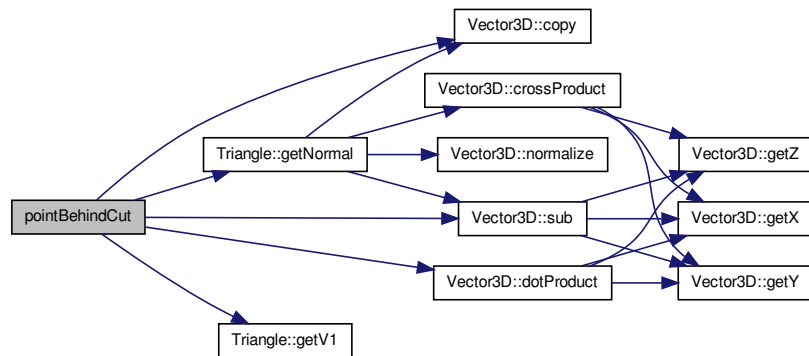 Vector3D::copy
Vector3D::crossProduct
Triangle::getNormal
Vector3D::normalize
Vector3D::getZ
pointBehindCut
Vector3D::sub
Vector3D::getX
Vector3D::dotProduct
Vector3D::getY
Triangle::getV1